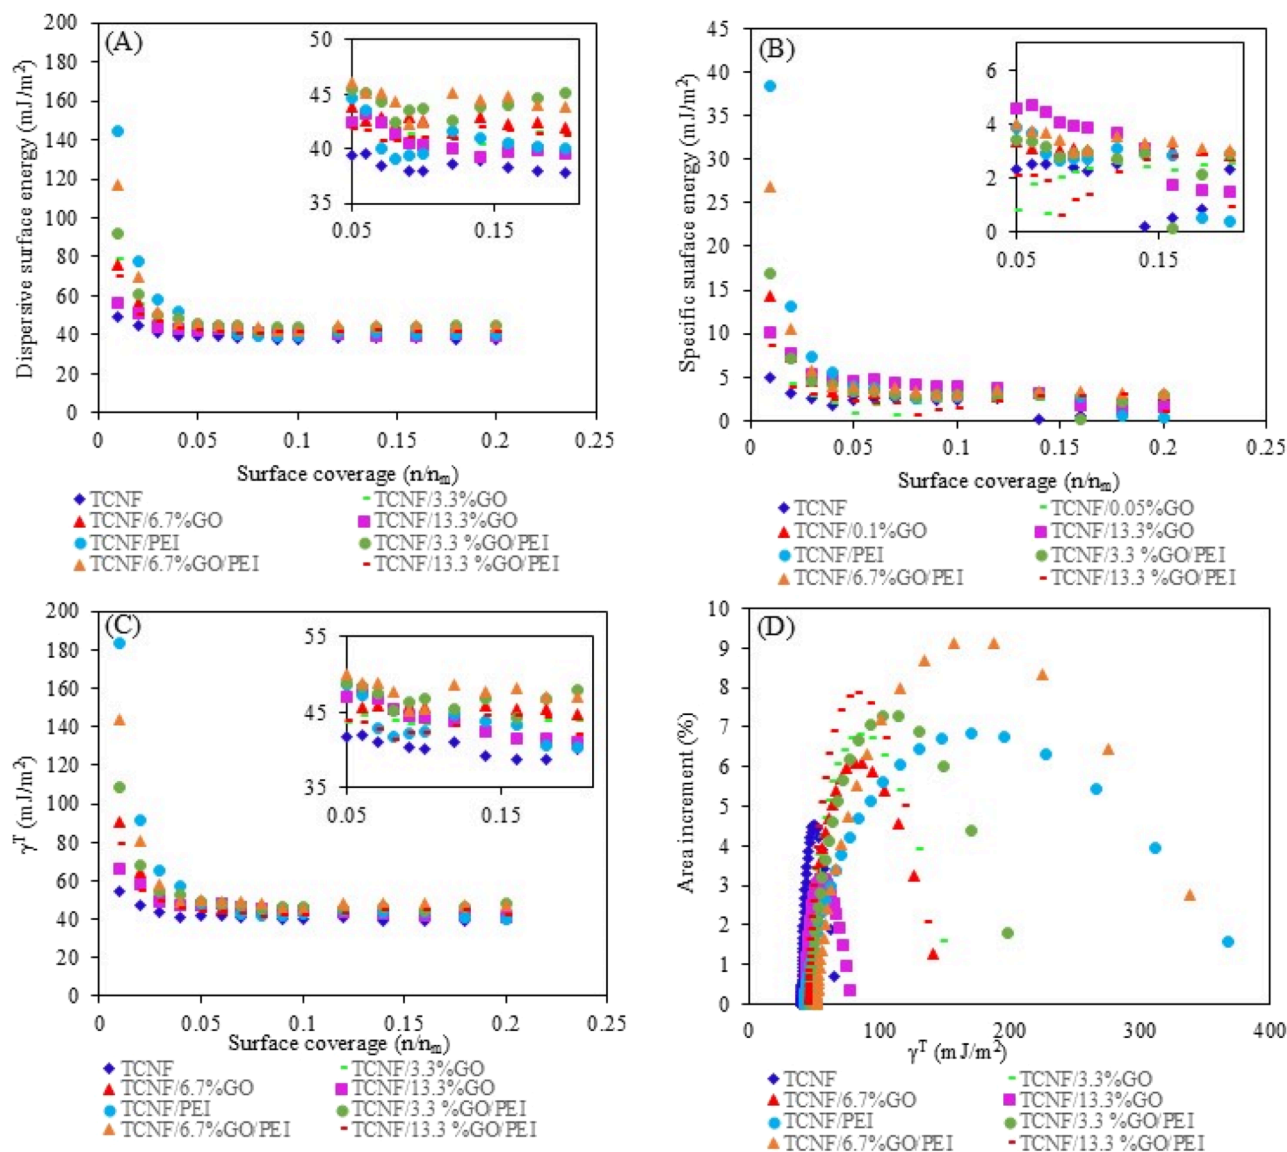 (A)
Dispersive surface energy (mJ/m²)
200
180
160
140
120
100
80
60
40
20
0
0 0.05 0.1 0.15 0.2 0.25
50
45
40
35
0.05 0.15
Surface coverage (n/nₘ)
TCNF TCNF/3.3%GO
TCNF/6.7%GO TCNF/13.3%GO
TCNF/PEI TCNF/3.3 %GO/PEI
TCNF/6.7%GO/PEI TCNF/13.3 %GO/PEI
(B)
Specific suaface energy (mJ/m²)
45
40
35
30
25
20
15
10
5
0
0 0.05 0.1 0.15 0.2 0.25
6
4
2
0
0.05 0.15
Surface coverage (n/nₘ)
TCNF TCNF/0.05%GO
TCNF/0.1%GO TCNF/13.3%GO
TCNF/PEI TCNF/3.3 %GO/PEI
TCNF/6.7%GO/PEI TCNF/13.3 %GO/PEI
(C)
γᵀ (mJ/m²)
200
180
160
140
120
100
80
60
40
20
0
0 0.05 0.1 0.15 0.2 0.25
55
45
35
0.05 0.15
Surface coverage (n/nₘ)
TCNF TCNF/3.3%GO
TCNF/6.7%GO TCNF/13.3%GO
TCNF/PEI TCNF/3.3 %GO/PEI
TCNF/6.7%GO/PEI TCNF/13.3 %GO/PEI
(D)
Area increment (%)
10
9
8
7
6
5
4
3
2
1
0
0 100 200 300 400
γᵀ (mJ/m²)
TCNF TCNF/3.3%GO
TCNF/6.7%GO TCNF/13.3%GO
TCNF/PEI TCNF/3.3 %GO/PEI
TCNF/6.7%GO/PEI TCNF/13.3 %GO/PEI